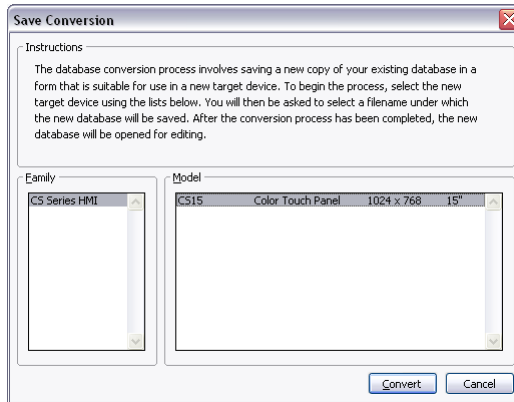 Save Conversion
Instructions
The database conversion process involves saving a new copy of your existing database in a
form that is suitable for use in a new target device. To begin the process, select the new
target device using the lists below. You will then be asked to select a filename under which
the new database will be saved. After the conversion process has been completed, the new
database will be opened for editing.
Family
Model
CS Series HMI
CS15 Color Touch Panel 1024 x 768 15"
Convert
Cancel